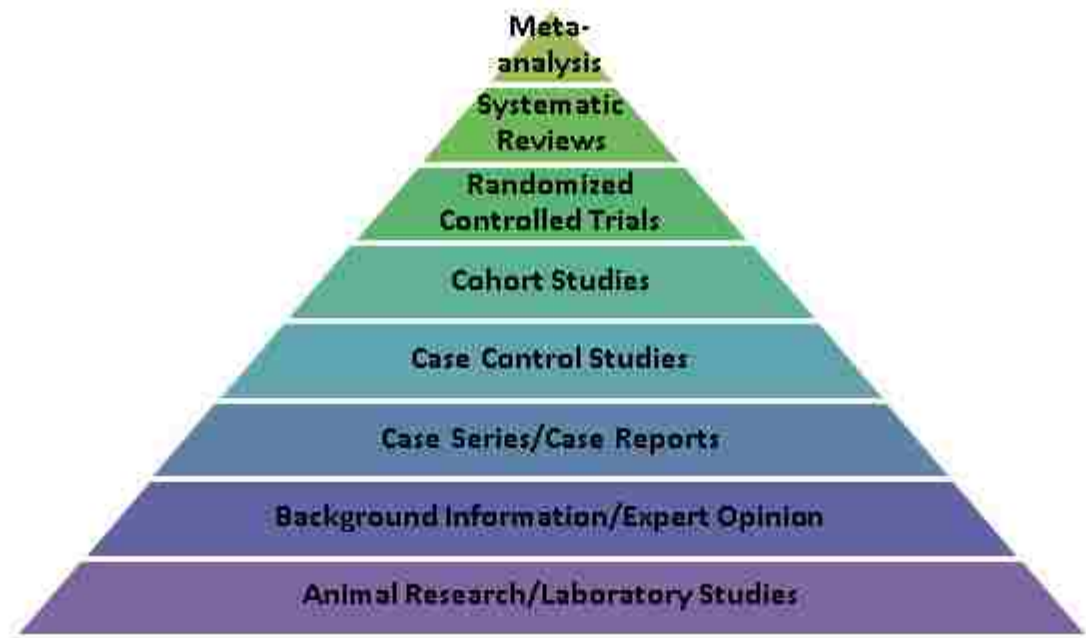 Meta-
analysis
Systematic
Reviews
Randomized
Controlled Trials
Cohort Studies
Case Control Studies
Case Series/Case Reports
Background Information/Expert Opinion
Animal Research/Laboratory Studies